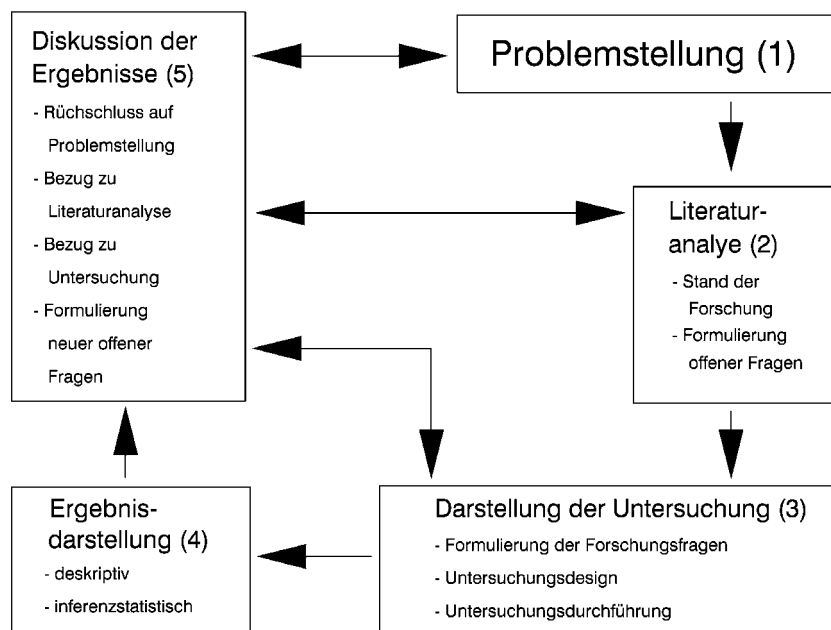 Problemstellung (1)
Literatur-
analye (2)
- Stand der
Forschung
- Formulierung
offener Fragen
Darstellung der Untersuchung (3)
- Formulierung der Forschungsfragen
- Untersuchungsdesign
- Untersuchungsdurchführung
Ergebnis-
darstellung (4)
- deskriptiv
- inferenzstatistisch
Diskussion der
Ergebnisse (5)
- Rüchschluss auf
Problemstellung
- Bezug zu
Literaturanalyse
- Bezug zu
Untersuchung
- Formulierung
neuer offener
Fragen